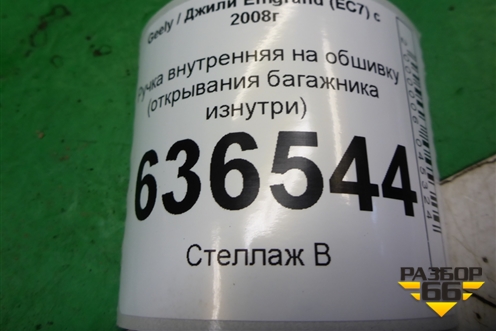 Geely / Джили Emgrand (EC7) с
2008г
Ручка внутренняя на обшивку
(открывания багажника
изнутри)
636544
Стеллаж В
РАЗБОР
66